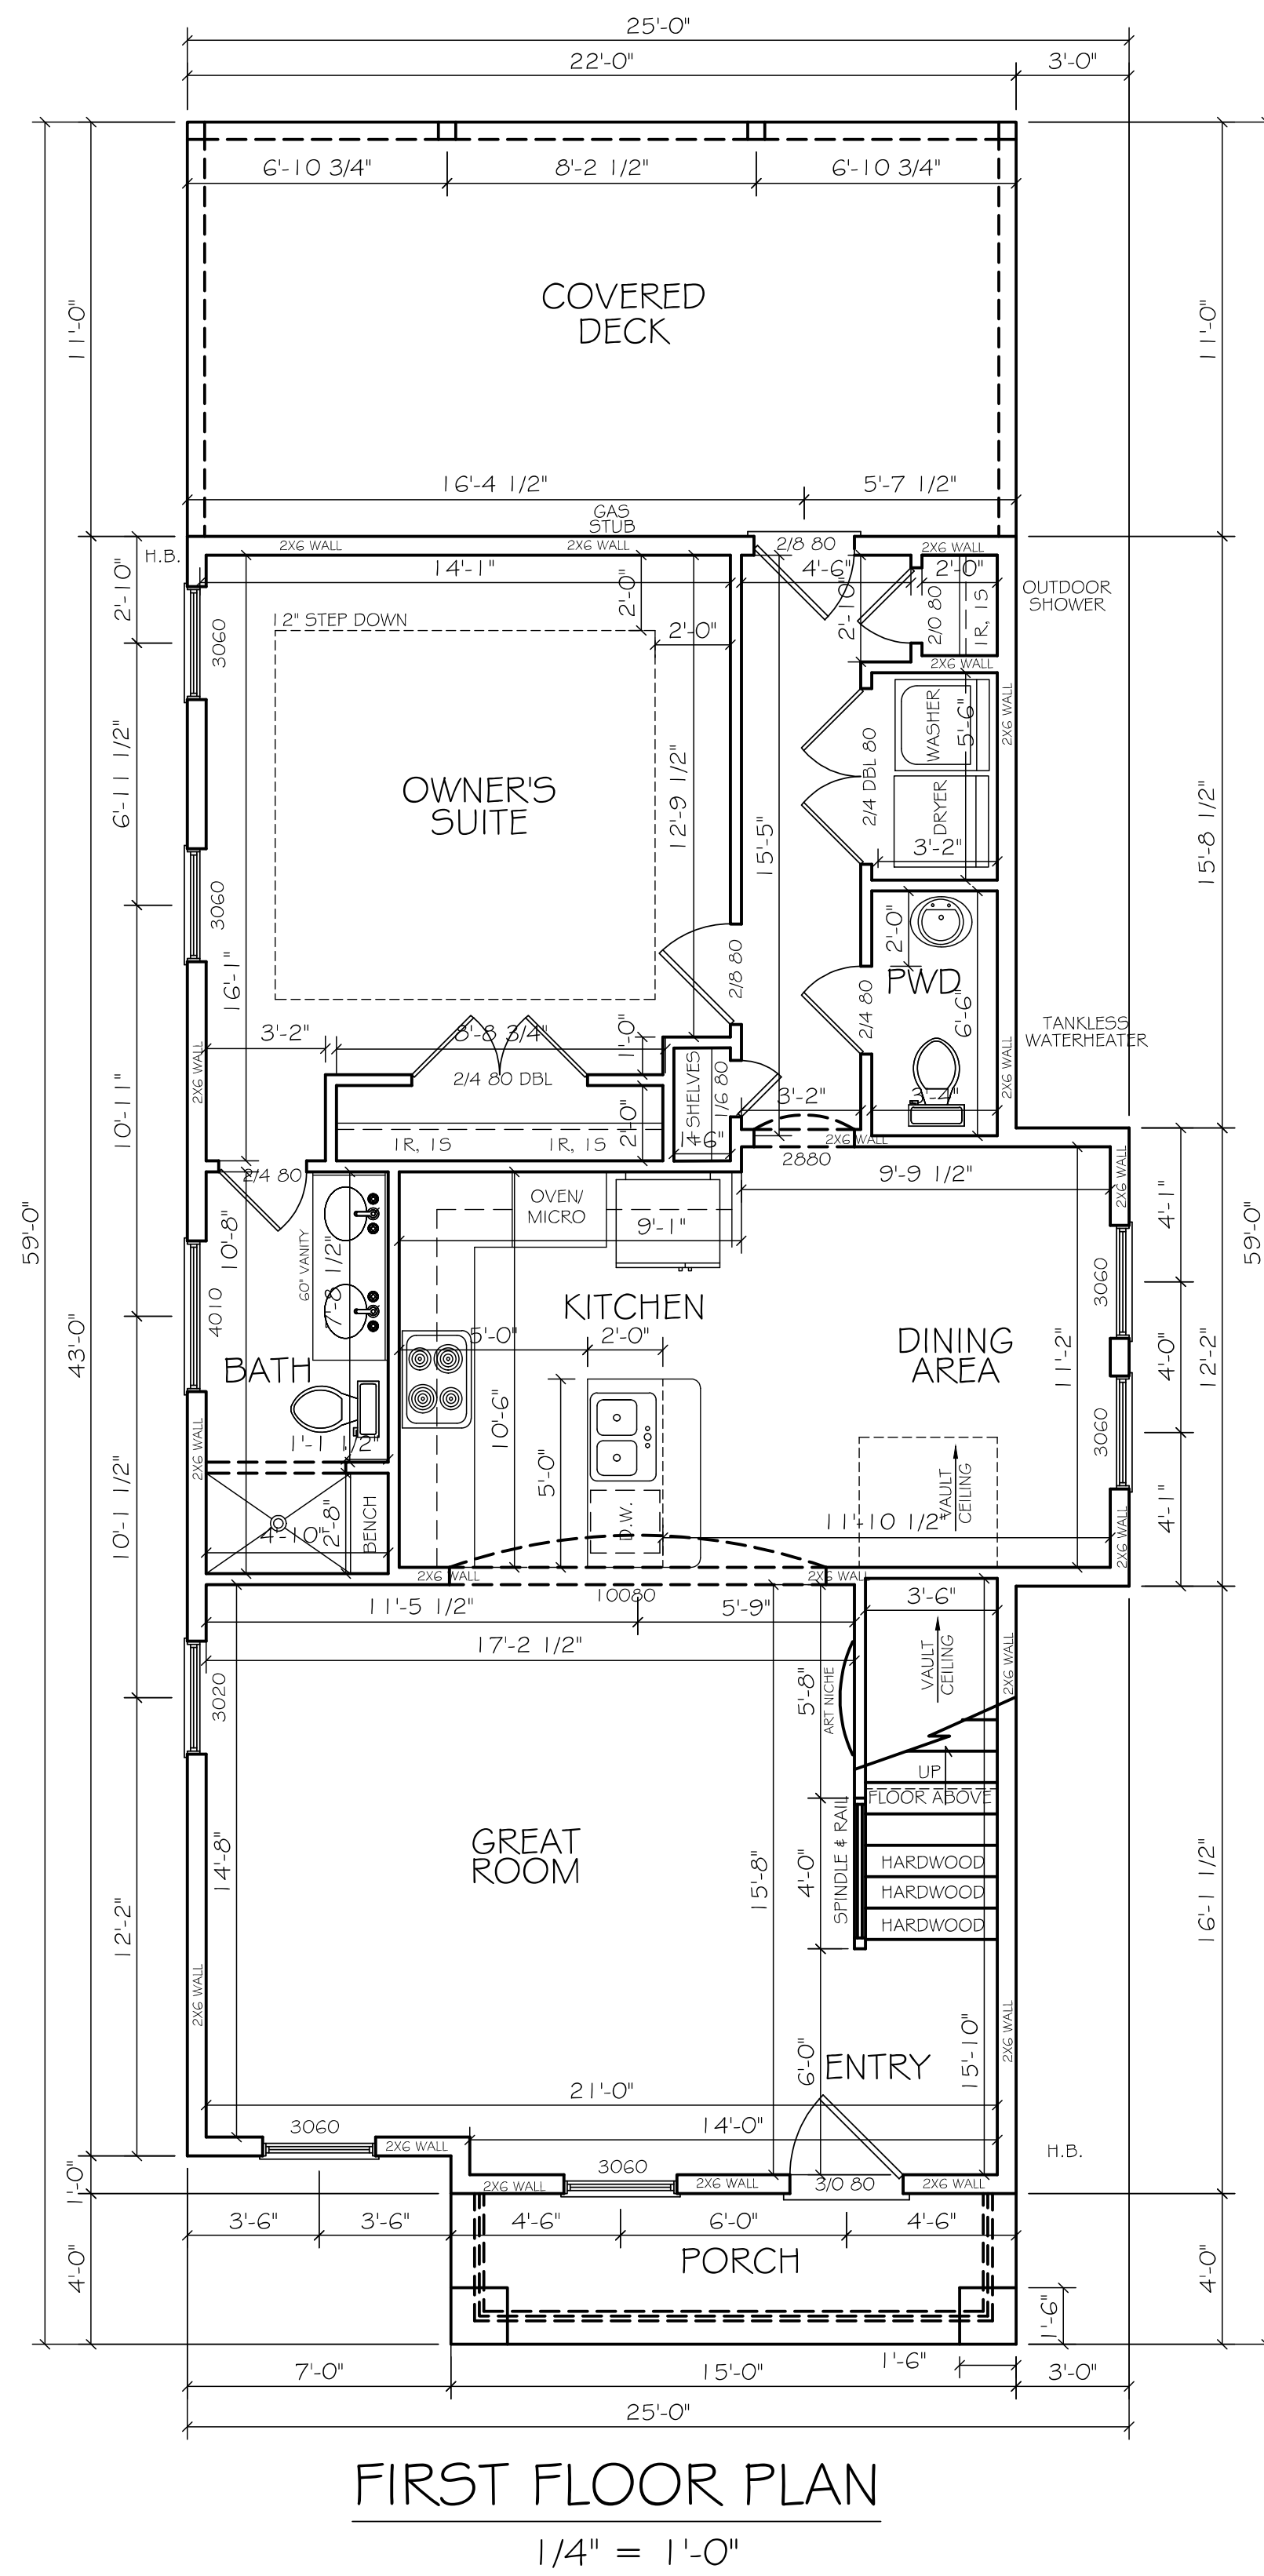 25'-0"
22'-0"
3'-0"
6'-10 3/4"
8'-2 1/2"
6'-10 3/4"
COVERED
DECK
11'-0"
11'-0"
16'-4 1/2"
5'-7 1/2"
GAS
STUB
2X6 WALL
2X6 WALL
2/8 80
2X6 WALL
H.B.
14'-1"
4'-6"
2'-0"
2'-10"
2'-0"
2'-10"
2/0 80
1R, 1S
OUTDOOR
SHOWER
12" STEP DOWN
2'-0"
3060
2X6 WALL
WASHER
5'-6"
2X6 WALL
6'-11 1/2"
OWNER'S
SUITE
12'-9 1/2"
15'-5"
2/4 DBL 80
DRYER
3'-2"
15'-8 1/2"
3060
16'-1"
2/8 80
2'-0"
PWD
2/4 80
6'-6"
TANKLESS
WATERHEATER
3'-2"
8'-8 3/4"
1'-0"
2X6 WALL
2/4 80 DBL
4 SHELVES
1/6 80
3'-2"
3'-4"
2X6 WALL
10'-11"
1R, 1S
1R, 1S
2'-0"
1'-6"
2X6 WALL
2880
2/4 80
9'-9 1/2"
2X6 WALL
4'-1"
OVEN/
MICRO
9'-1"
59'-0"
59'-0"
10'-8"
60" VANITY
7'-8 1/2"
4010
KITCHEN
3060
43'-0"
BATH
5'-0"
2'-0"
DINING
AREA
11'-2"
4'-0"
12'-2"
10'-6"
3060
2X6 WALL
1'-1 1/2"
5'-0"
VAULT
CEILING
4'-1"
10'-1 1/2"
4'-10"
2'-8"
BENCH
D.W.
11'-10 1/2"
2X6 WALL
2X6 WALL
2X6 WALL
10080
11'-5 1/2"
5'-9"
3'-6"
17'-2 1/2"
3020
5'-8"
ART NICHE
VAULT
CEILING
2X6 WALL
UP
FLOOR ABOVE
GREAT
ROOM
14'-8"
15'-8"
4'-0"
SPINDLE & RAIL
HARDWOOD
HARDWOOD
HARDWOOD
16'-1 1/2"
12'-2"
2X6 WALL
6'-0"
ENTRY
15'-10"
2X6 WALL
21'-0"
3060
14'-0"
2X6 WALL
H.B.
1'-0"
3060
2X6 WALL
2X6 WALL
3/0 80
2X6 WALL
3'-6"
3'-6"
4'-6"
6'-0"
4'-6"
4'-0"
PORCH
4'-0"
1'-6"
1'-6"
7'-0"
15'-0"
3'-0"
25'-0"
FIRST FLOOR PLAN
1/4" = 1'-0"